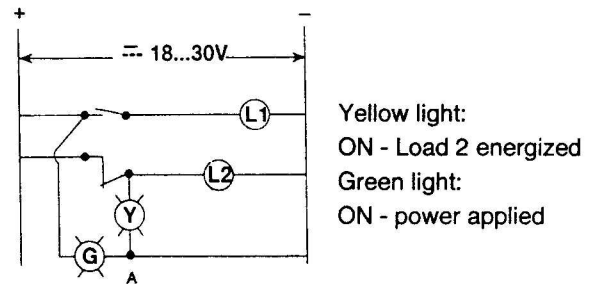 + −
⎓ 18...30V
L1
Yellow light:
ON - Load 2 energized
L2
Green light:
Y
ON - power applied
G
A